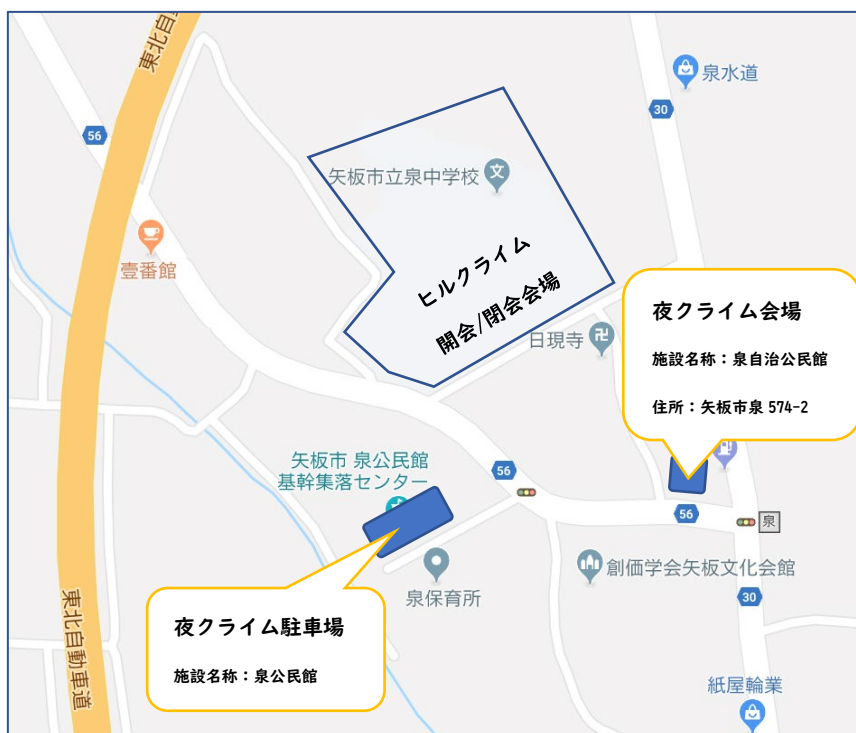 東北自動
泉水道
30
56
矢板市立泉中学校
文
壹番館
ヒルクライム
開会/閉会会場
夜クライム会場
施設名称：泉自治公民館
住所：矢板市泉 574-2
日現寺
矢板市 泉公民館
基幹集落センター
56
56
泉
創価学会矢板文化会館
泉保育所
30
東北自動車道
夜クライム駐車場
施設名称：泉公民館
紙屋輪業